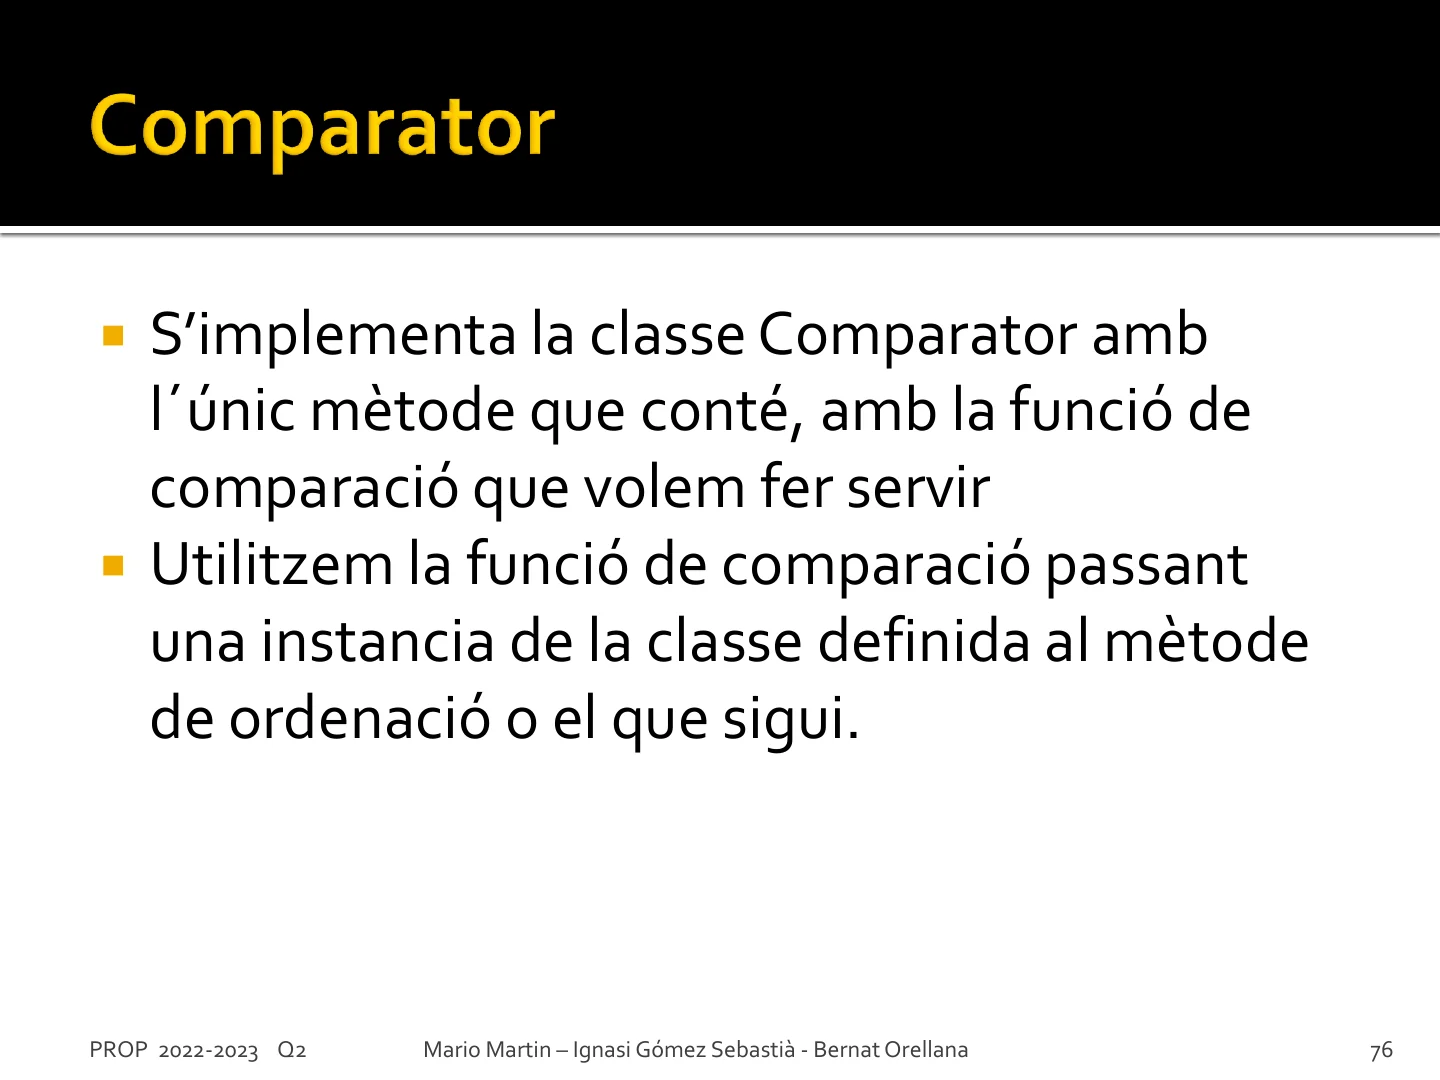 Comparator
S’implementa la classe Comparator amb
l´únic mètode que conté, amb la funció de
comparació que volem fer servir
Utilitzem la funció de comparació passant
una instancia de la classe definida al mètode
de ordenació o el que sigui.
PROP 2022-2023 Q2 Mario Martin – Ignasi Gómez Sebastià - Bernat Orellana 76